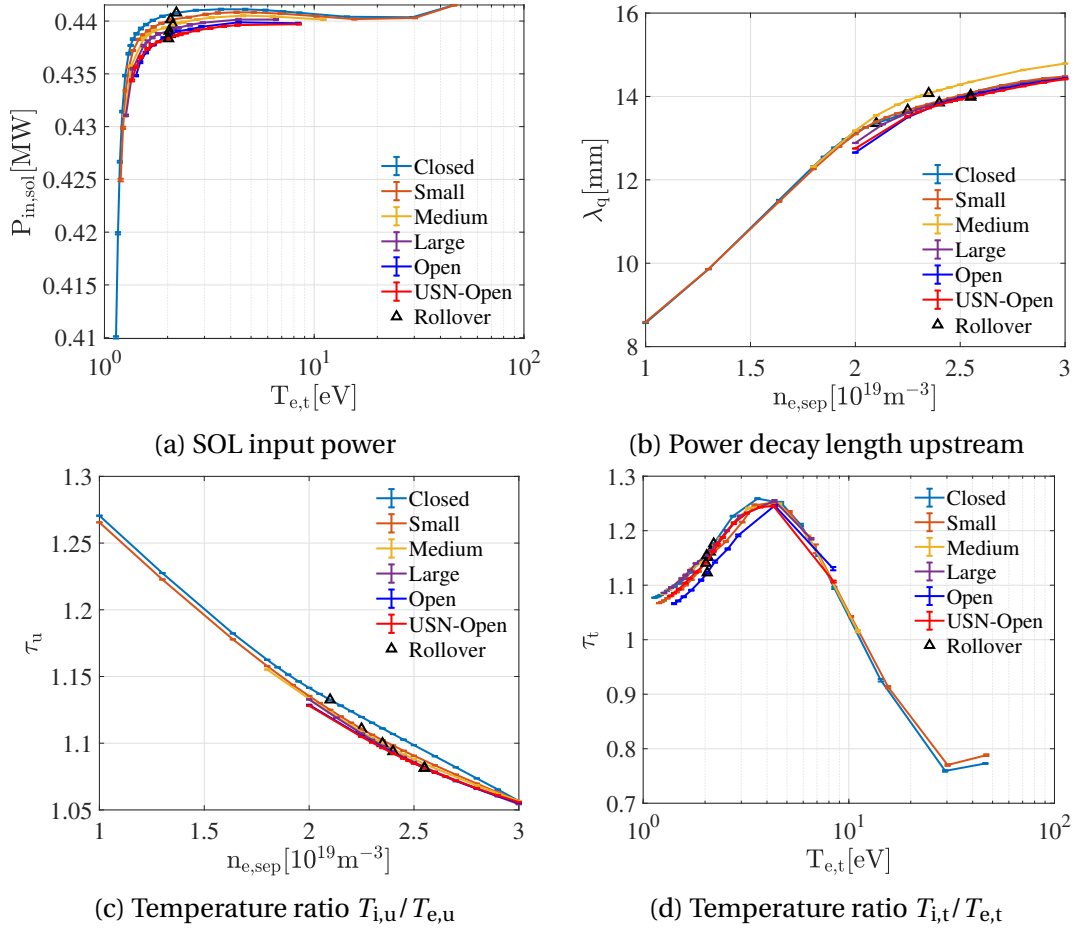 0.44
0.435
0.43
0.425
0.42
0.415
0.41
P_in,sol[MW]
Closed
Small
Medium
Large
Open
USN-Open
Rollover
10^0
10^1
10^2
T_e,t[eV]
(a) SOL input power
16
14
12
10
8
λ_q[mm]
Closed
Small
Medium
Large
Open
USN-Open
Rollover
1
1.5
2
2.5
3
n_e,sep[10^19m^-3]
(b) Power decay length upstream
1.3
1.25
1.2
1.15
1.1
1.05
τ_u
Closed
Small
Medium
Large
Open
USN-Open
Rollover
1
1.5
2
2.5
3
n_e,sep[10^19m^-3]
(c) Temperature ratio T_i,u/T_e,u
1.3
1.2
1.1
1
0.9
0.8
0.7
τ_t
Closed
Small
Medium
Large
Open
USN-Open
Rollover
10^0
10^1
10^2
T_e,t[eV]
(d) Temperature ratio T_i,t/T_e,t